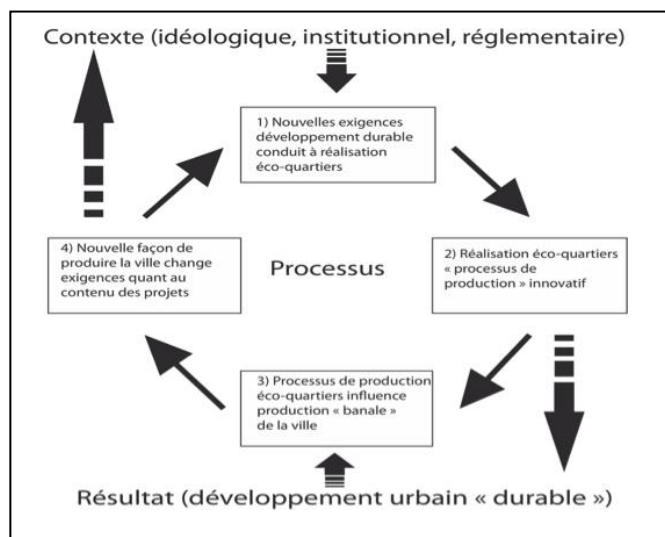 Contexte (idéologique, institutionnel, réglementaire)
1) Nouvelles exigences
développement durable
conduit à réalisation
éco-quartiers
4) Nouvelle façon de
produire la ville change
exigences quant au
contenu des projets
Processus
2) Réalisation éco-quartiers
« processus de
production » innovatif
3) Processus de production
éco-quartiers influence
production « banale »
de la ville
Résultat (développement urbain « durable »)